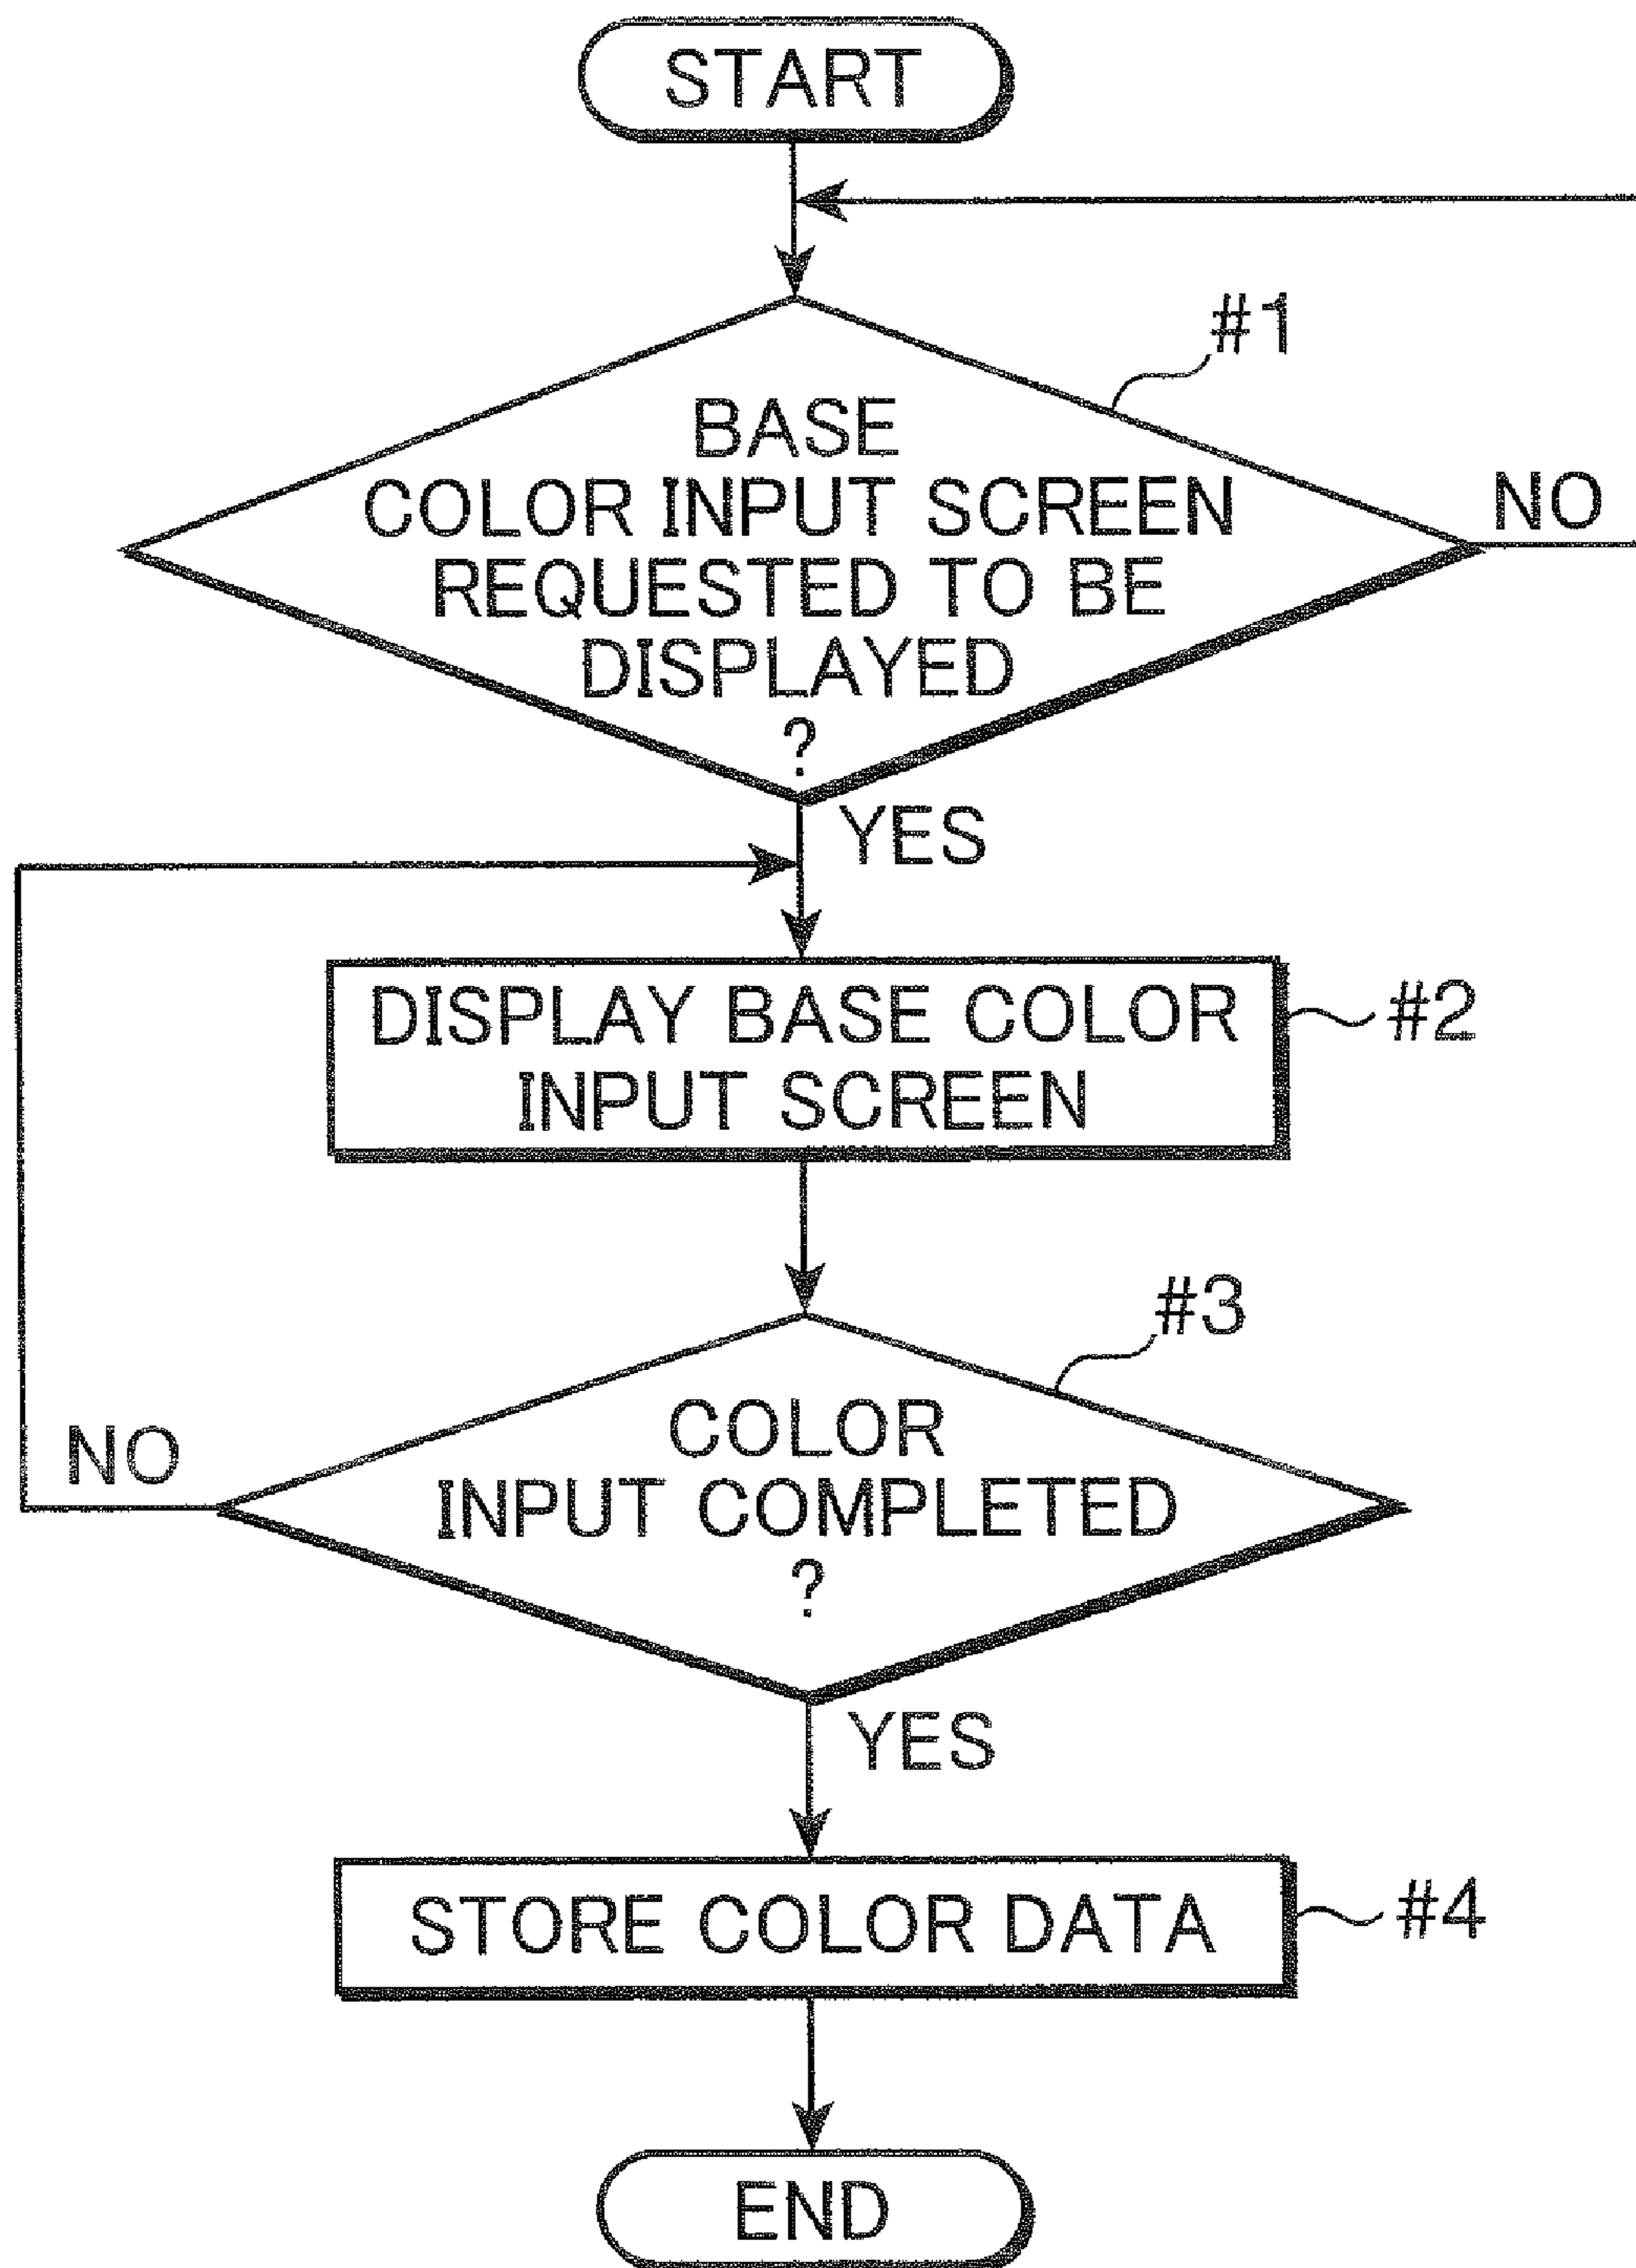 START
#1
BASE
COLOR INPUT SCREEN
REQUESTED TO BE
DISPLAYED
?
NO
YES
DISPLAY BASE COLOR
INPUT SCREEN
#2
#3
COLOR
INPUT COMPLETED
?
NO
YES
STORE COLOR DATA
#4
END